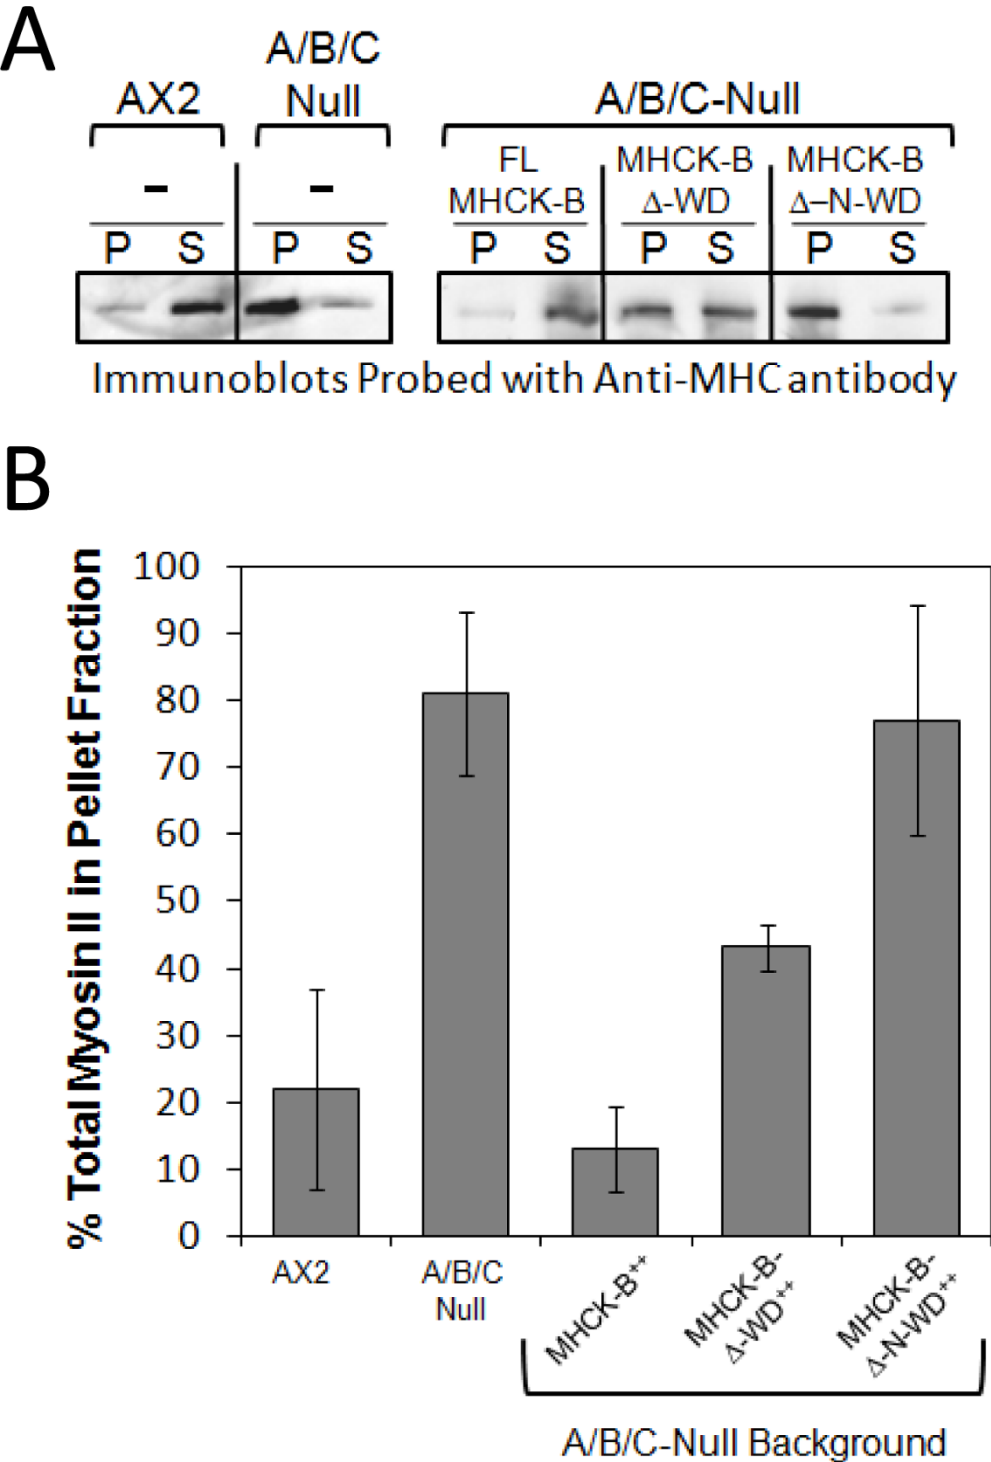 A
A/B/C
AX2 Null A/B/C-Null
FL MHCK-B MHCK-B
- - MHCK-B Δ-WD Δ–N-WD
P S P S P S P S P S
Immunoblots Probed with Anti-MHC antibody
B
% Total Myosin II in Pellet Fraction
100
90
80
70
60
50
40
30
20
10
0
AX2
A/B/C
Null
MHCK-B++
MHCK-B-
Δ-WD++
MHCK-B-
Δ-N-WD++
A/B/C-Null Background